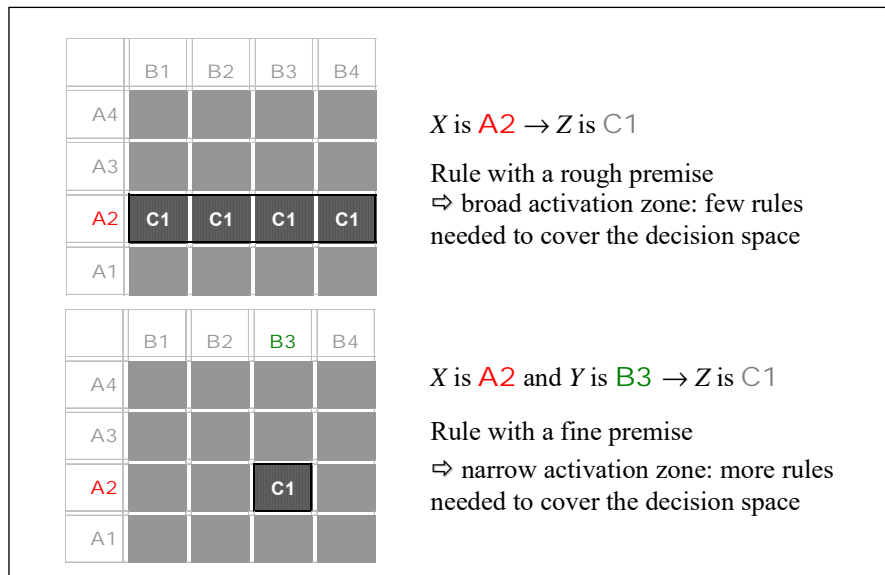 B1 B2 B3 B4
A4
A3
A2 C1 C1 C1 C1
A1
X is A2 → Z is C1
Rule with a rough premise
⇨ broad activation zone: few rules
needed to cover the decision space
B1 B2 B3 B4
A4
A3
A2 C1
A1
X is A2 and Y is B3 → Z is C1
Rule with a fine premise
⇨ narrow activation zone: more rules
needed to cover the decision space